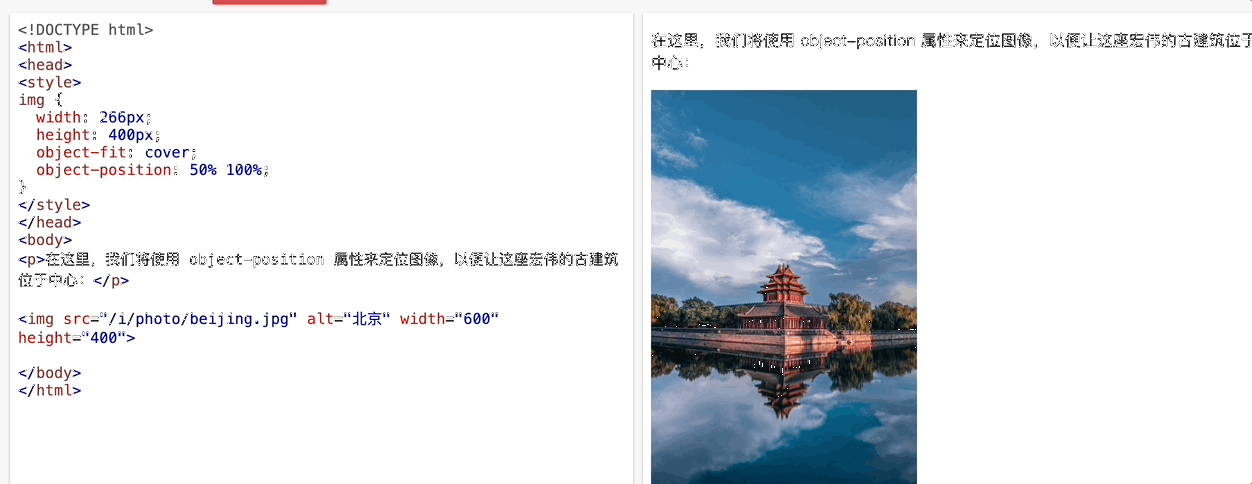 <!DOCTYPE html>
<html>
<head>
<style>
img {
  width: 266px;
  height: 400px;
  object-fit: cover;
  object-position: 50% 100%;
}
</style>
</head>
<body>
<p>在这里，我们将使用 object-position 属性来定位图像，以便让这座宏伟的古建筑
位于中心：</p>
<img src="/i/photo/beijing.jpg" alt="北京" width="600"
height="400">
</body>
</html>
在这里，我们将使用 object-position 属性来定位图像，以便让这座宏伟的古建筑位于
中心：